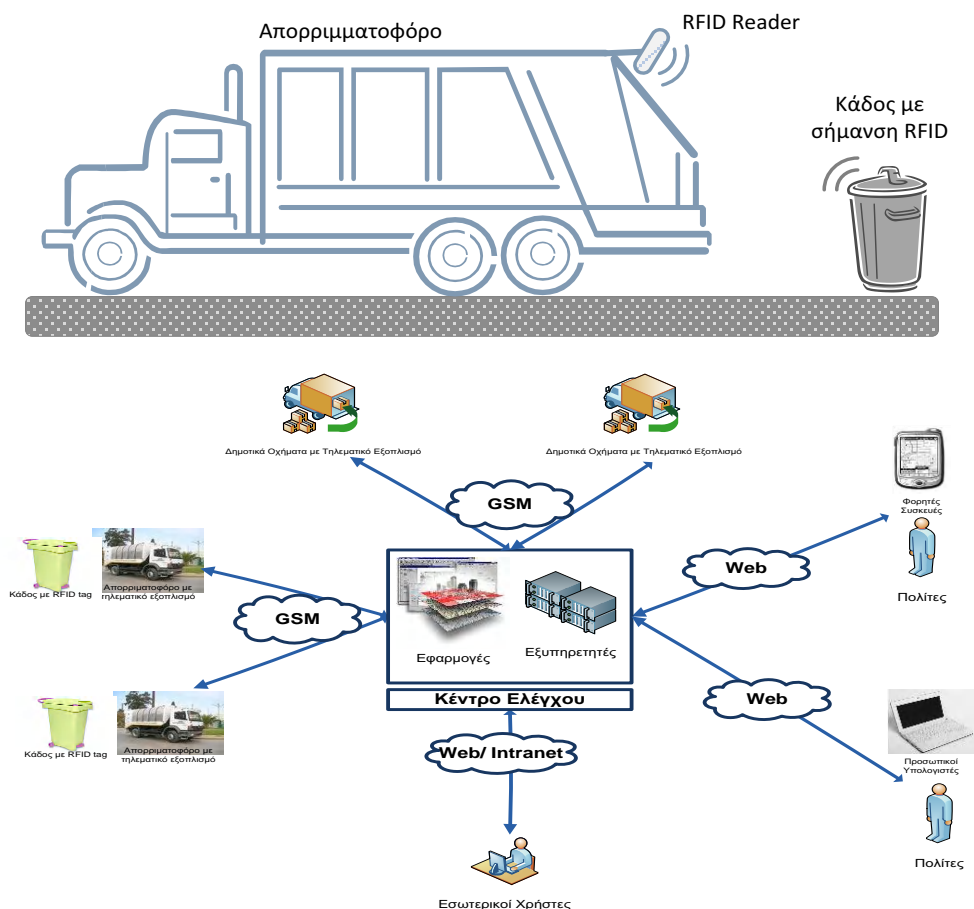 Απορριμματοφόρο
RFID Reader
Κάδος με
σήμανση RFID
Δημοτικά Οχήματα με Τηλεματικό Εξοπλισμό
Δημοτικά Οχήματα με Τηλεματικό Εξοπλισμό
GSM
Φορητές
Συσκευές
Πολίτες
Web
Κάδος με RFID tag
Απορριματοφόρο με
τηλεματικό εξοπλισμό
GSM
Εφαρμογές
Εξυπηρετητές
Κέντρο Ελέγχου
Web
Κάδος με RFID tag
Απορριματοφόρο με
τηλεματικό εξοπλισμό
Web/ Intranet
Προσωπικοί
Υπολογιστές
Πολίτες
Εσωτερικοί Χρήστες